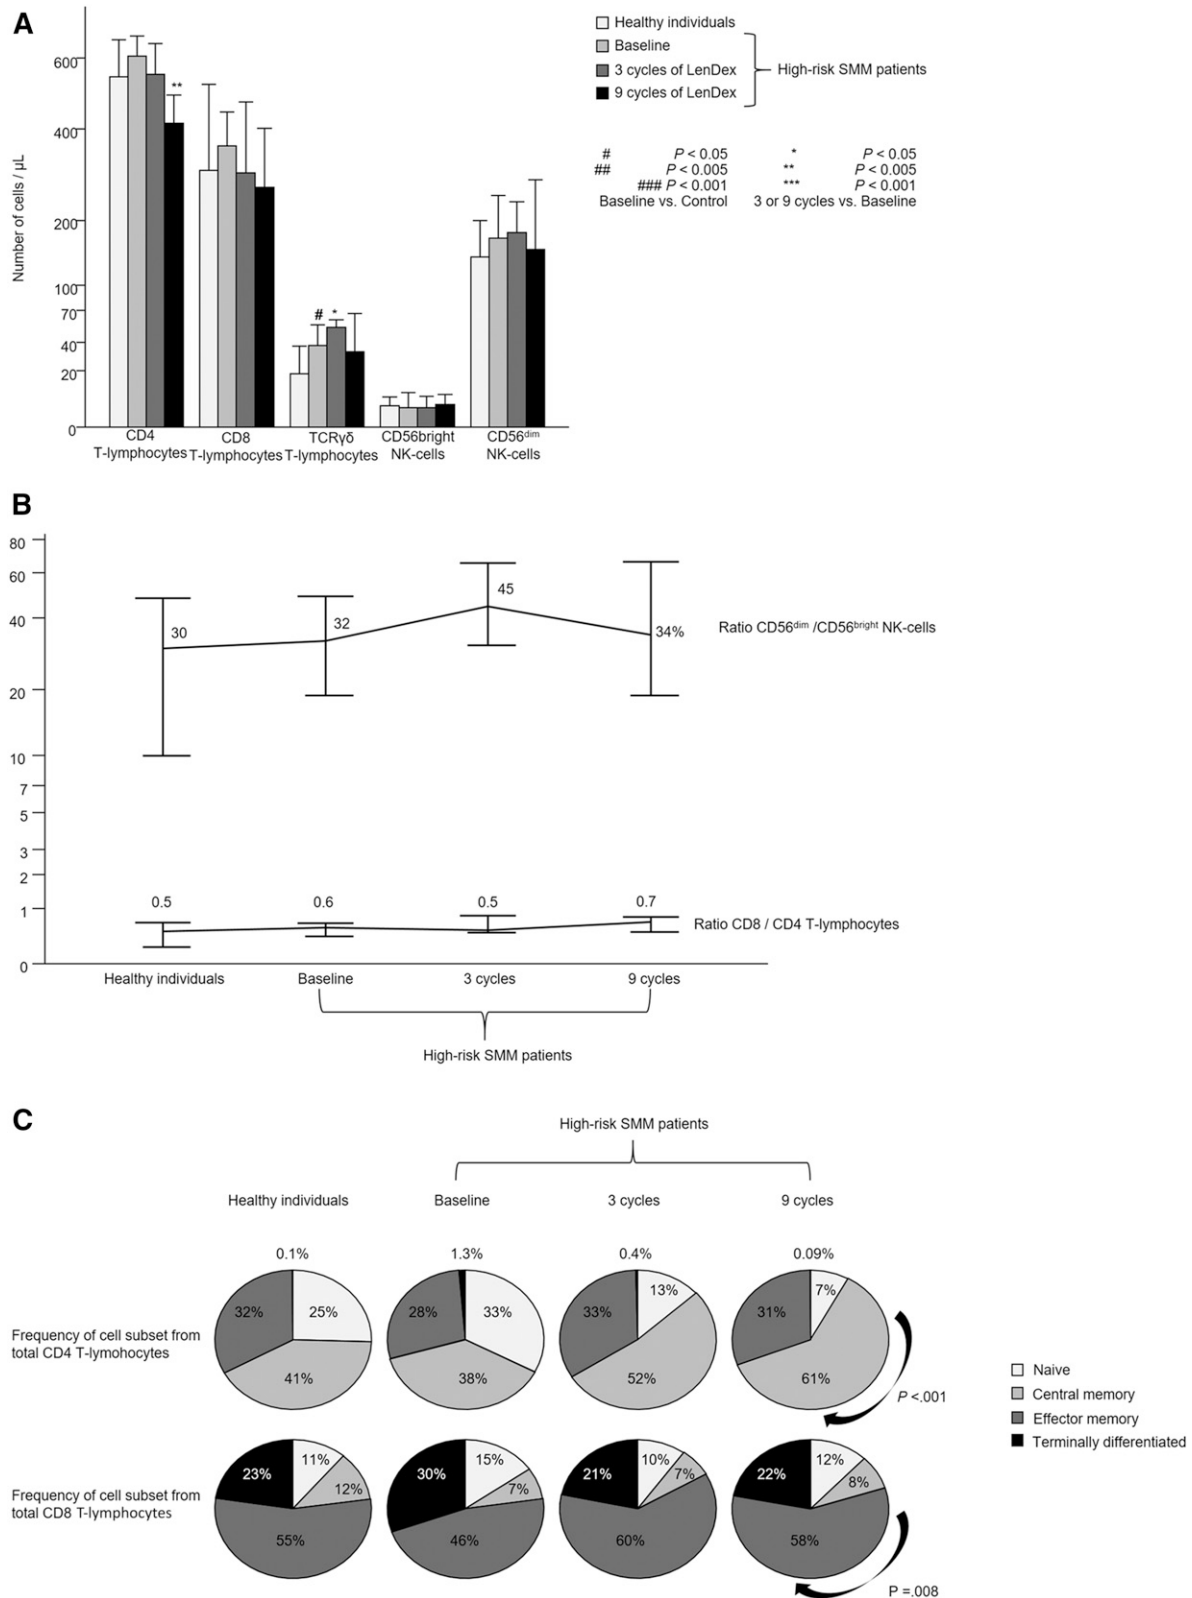 A
Healthy individuals
Baseline
3 cycles of LenDex
9 cycles of LenDex
High-risk SMM patients
# P < 0.05
## P < 0.005
### P < 0.001
Baseline vs. Control
* P < 0.05
** P < 0.005
*** P < 0.001
3 or 9 cycles vs. Baseline
Number of cells / µL
600
400
200
100
70
40
20
0
**
# *
CD4
T-lymphocytes
CD8
T-lymphocytes
TCRγδ
T-lymphocytes
CD56bright
NK-cells
CD56dim
NK-cells
B
80
60
40
20
10
7
5
3
2
1
0
30
32
45
34%
Ratio CD56dim /CD56bright NK-cells
0.5
0.6
0.5
0.7
Ratio CD8 / CD4 T-lymphocytes
Healthy individuals
Baseline
3 cycles
9 cycles
High-risk SMM patients
C
High-risk SMM patients
Healthy individuals
Baseline
3 cycles
9 cycles
0.1%
1.3%
0.4%
0.09%
Frequency of cell subset from
total CD4 T-lymohocytes
32%
25%
41%
28%
33%
38%
33%
13%
52%
31%
7%
61%
P <.001
Frequency of cell subset from
total CD8 T-lymphocytes
23%
11%
12%
55%
30%
15%
7%
46%
21%
10%
7%
60%
22%
12%
8%
58%
P =.008
Naive
Central memory
Effector memory
Terminally differentiated